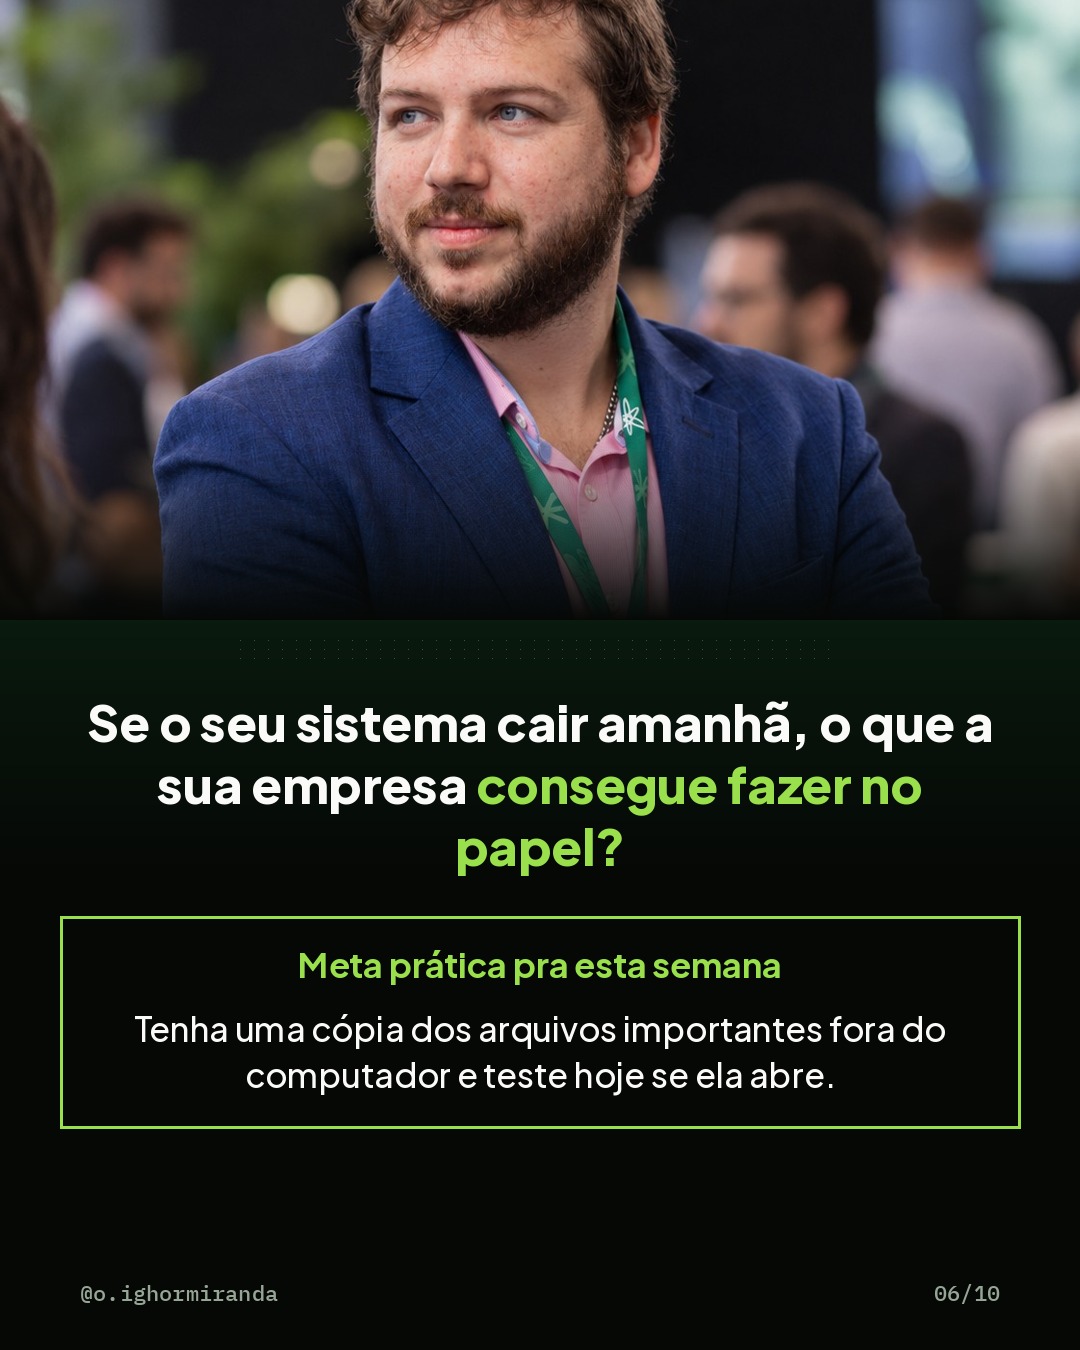 Se o seu sistema cair amanhã, o que a
sua empresa consegue fazer no
papel?
Meta prática pra esta semana
Tenha uma cópia dos arquivos importantes fora do
computador e teste hoje se ela abre.
@o.ighormiranda
06/10